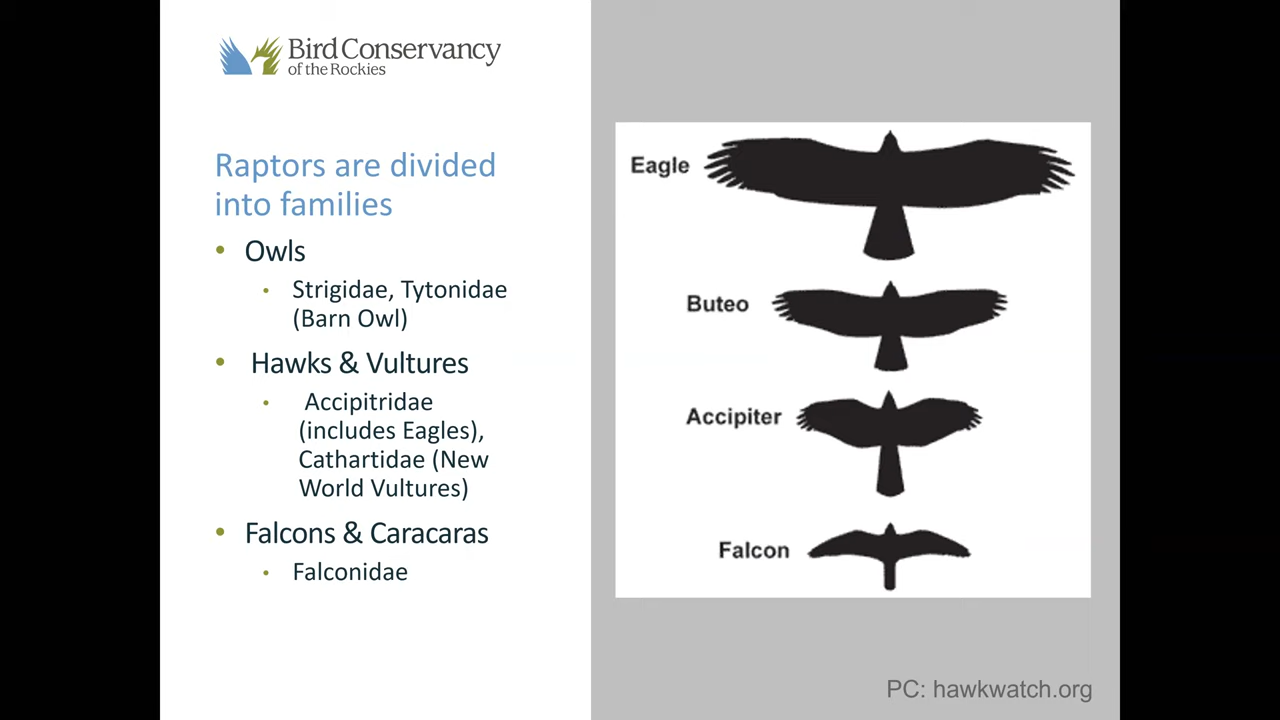 Bird Conservancy
of the Rockies
Raptors are divided
into families
• Owls
• Strigidae, Tytonidae
(Barn Owl)
• Hawks & Vultures
• Accipitridae
(includes Eagles),
Cathartidae (New
World Vultures)
• Falcons & Caracaras
• Falconidae
Eagle
Buteo
Accipiter
Falcon
PC: hawkwatch.org